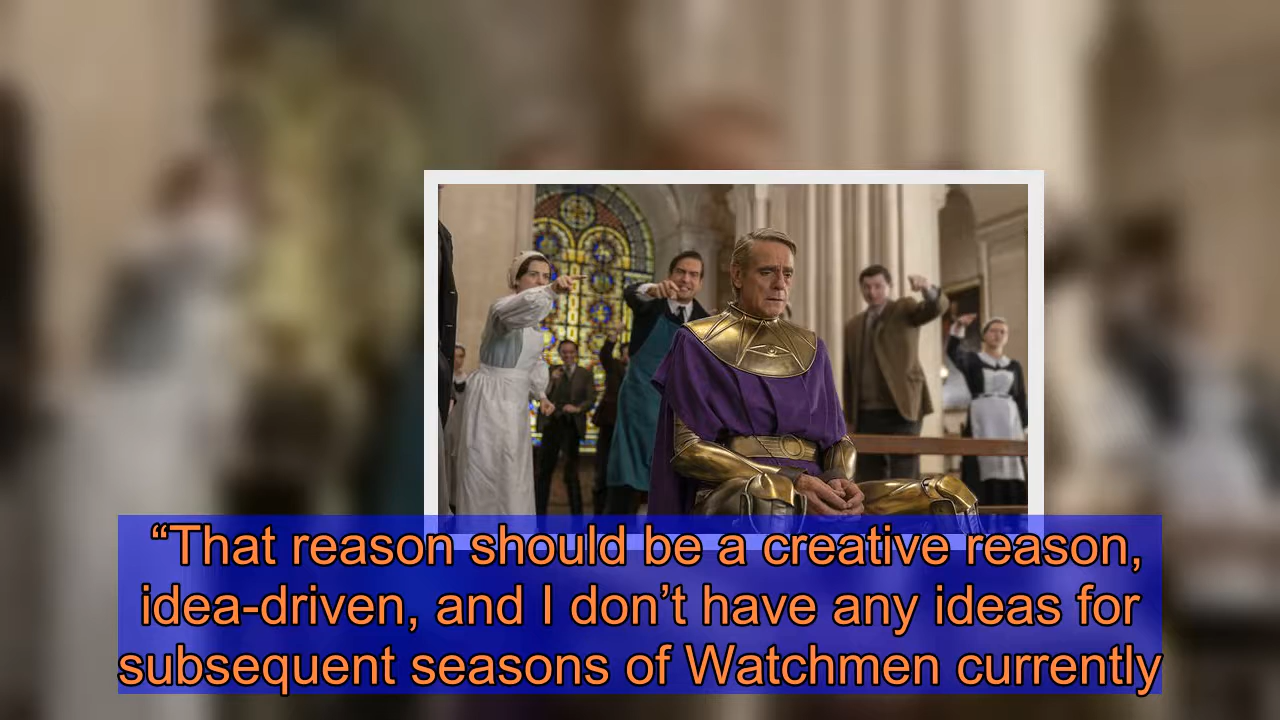 “That reason should be a creative reason,
idea-driven, and I don’t have any ideas for
subsequent seasons of Watchmen currently